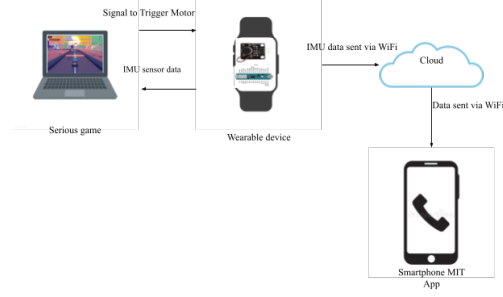 Signal to Trigger Motor
IMU data sent via WiFi
Cloud
IMU sensor data
Data sent via WiFi
Serious game
Wearable device
Smartphone MIT
App